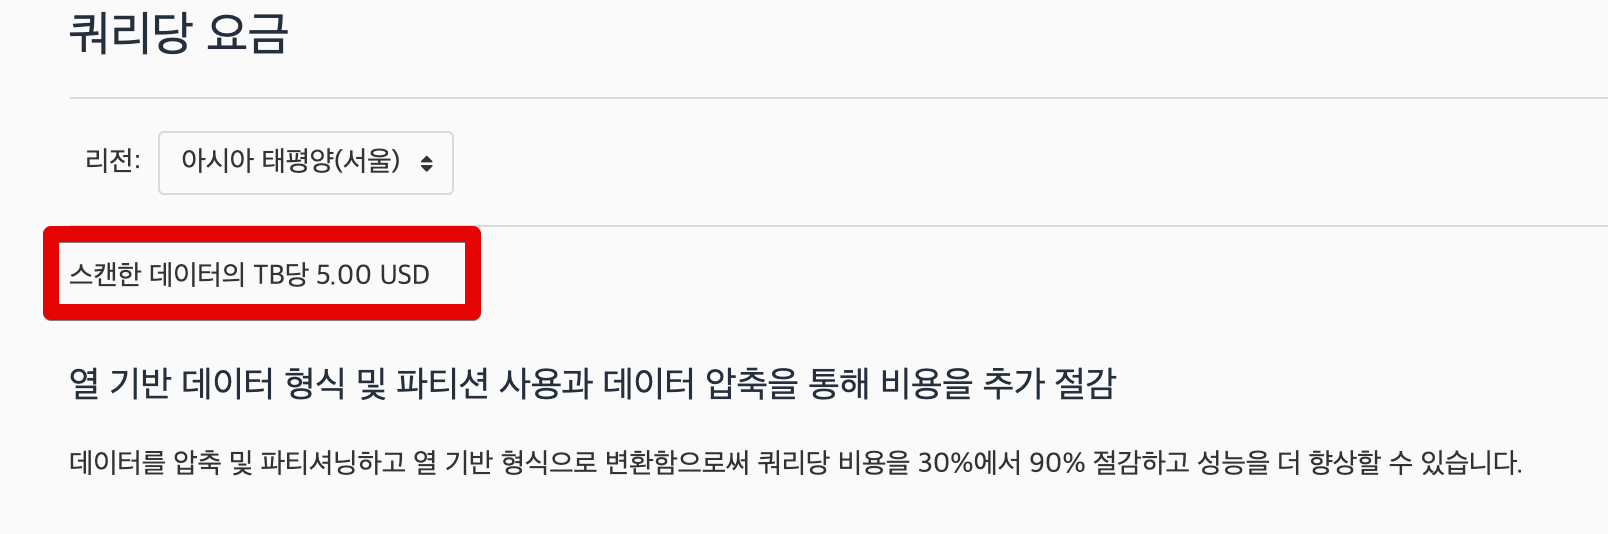 쿼리당 요금
리전: 아시아 태평양(서울)
스캔한 데이터의 TB당 5.00 USD
열 기반 데이터 형식 및 파티션 사용과 데이터 압축을 통해 비용을 추가 절감
데이터를 압축 및 파티셔닝하고 열 기반 형식으로 변환함으로써 쿼리당 비용을 30%에서 90% 절감하고 성능을 더 향상할 수 있습니다.